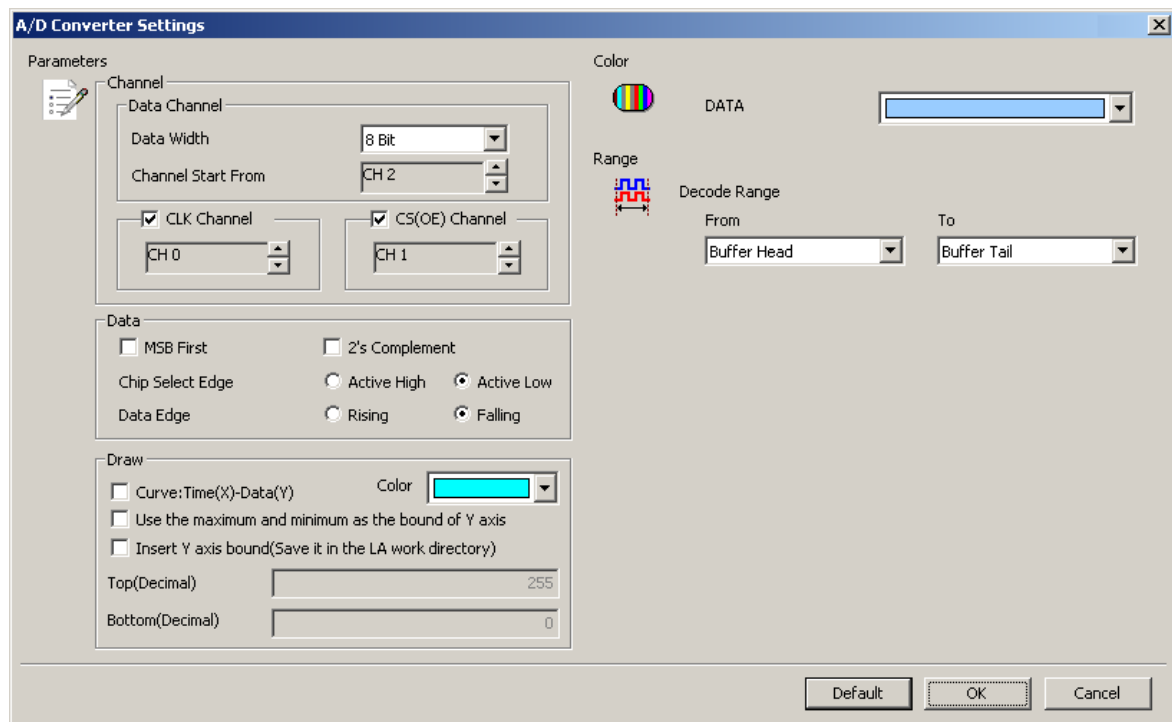 A/D Converter Settings
Parameters
Channel
Data Channel
Data Width 8 Bit
Channel Start From CH 2
CLK Channel CS(OE) Channel
CH 0 CH 1
Data
MSB First 2's Complement
Chip Select Edge Active High Active Low
Data Edge Rising Falling
Draw
Curve:Time(X)-Data(Y) Color
Use the maximum and minimum as the bound of Y axis
Insert Y axis bound(Save it in the LA work directory)
Top(Decimal) 255
Bottom(Decimal) 0
Color
DATA
Range
Decode Range
From To
Buffer Head Buffer Tail
Default OK Cancel